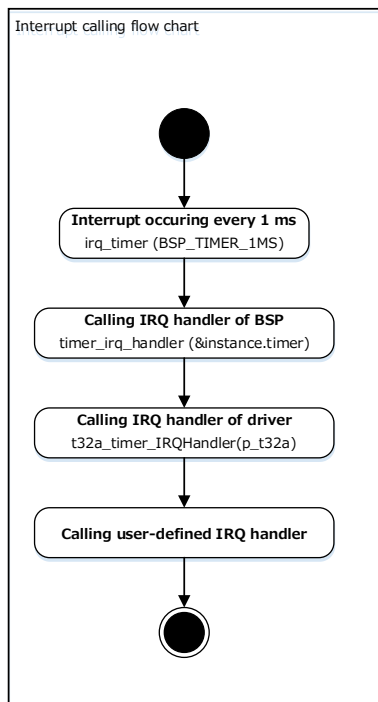 Interrupt calling flow chart
Interrupt occuring every 1 ms
irq_timer (BSP_TIMER_1MS)
Calling IRQ handler of BSP
timer_irq_handler (&instance.timer)
Calling IRQ handler of driver
t32a_timer_IRQHandler(p_t32a)
Calling user-defined IRQ handler